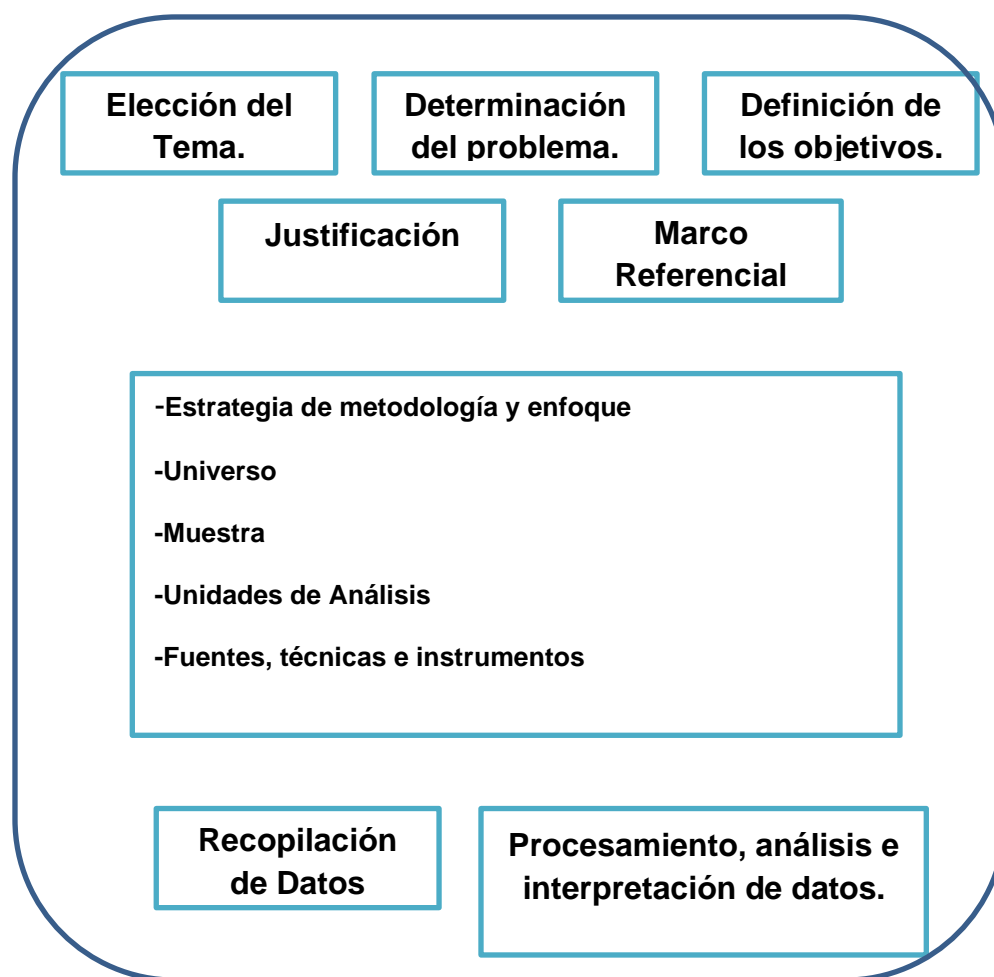 Elección del
Tema.
Determinación
del problema.
Definición de
los objetivos.
Justificación
Marco
Referencial
-Estrategia de metodología y enfoque
-Universo
-Muestra
-Unidades de Análisis
-Fuentes, técnicas e instrumentos
Recopilación
de Datos
Procesamiento, análisis e
interpretación de datos.